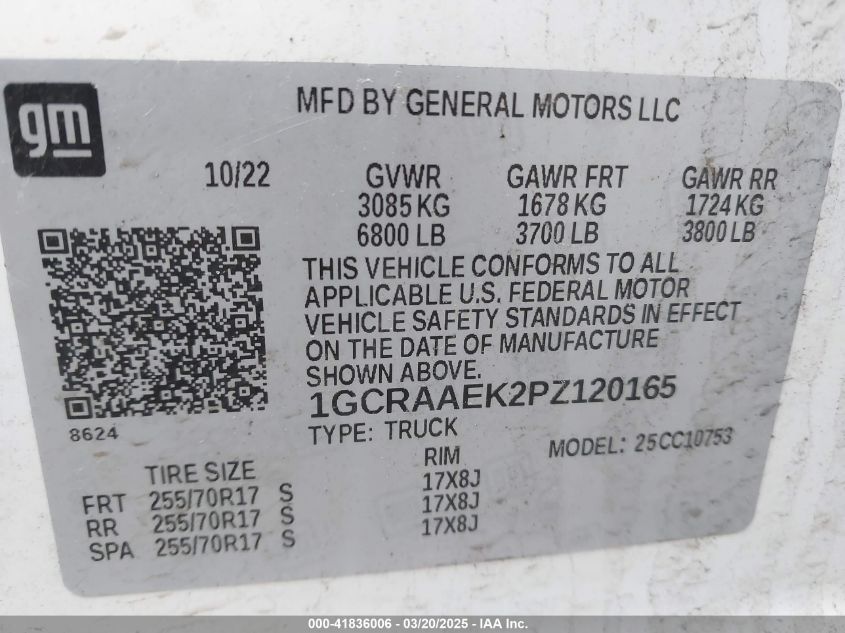 gm
MFD BY GENERAL MOTORS LLC
10/22 GVWR GAWR FRT GAWR RR
3085 KG 1678 KG 1724 KG
6800 LB 3700 LB 3800 LB
THIS VEHICLE CONFORMS TO ALL
APPLICABLE U.S. FEDERAL MOTOR
VEHICLE SAFETY STANDARDS IN EFFECT
ON THE DATE OF MANUFACTURE
SHOWN ABOVE.
1GCRAAEK2PZ120165
8624
TYPE: TRUCK MODEL: 25CC10753
TIRE SIZE RIM
FRT 255/70R17 S 17X8J
RR 255/70R17 S 17X8J
SPA 255/70R17 S 17X8J
000-41836006 - 03/20/2025 - IAA Inc.